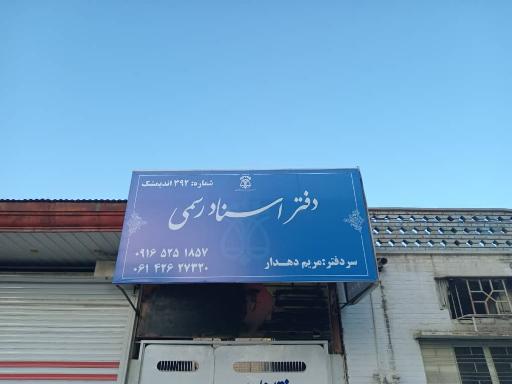 شماره: ۳۹۲ اندیمشک
دفتر اسناد رسمی
سردفتر: مریم دهدار
۰۹۱۶ ۵۲۵ ۱۸۵۷
۰۶۱ ۴۲۶ ۲۷۳۲۰